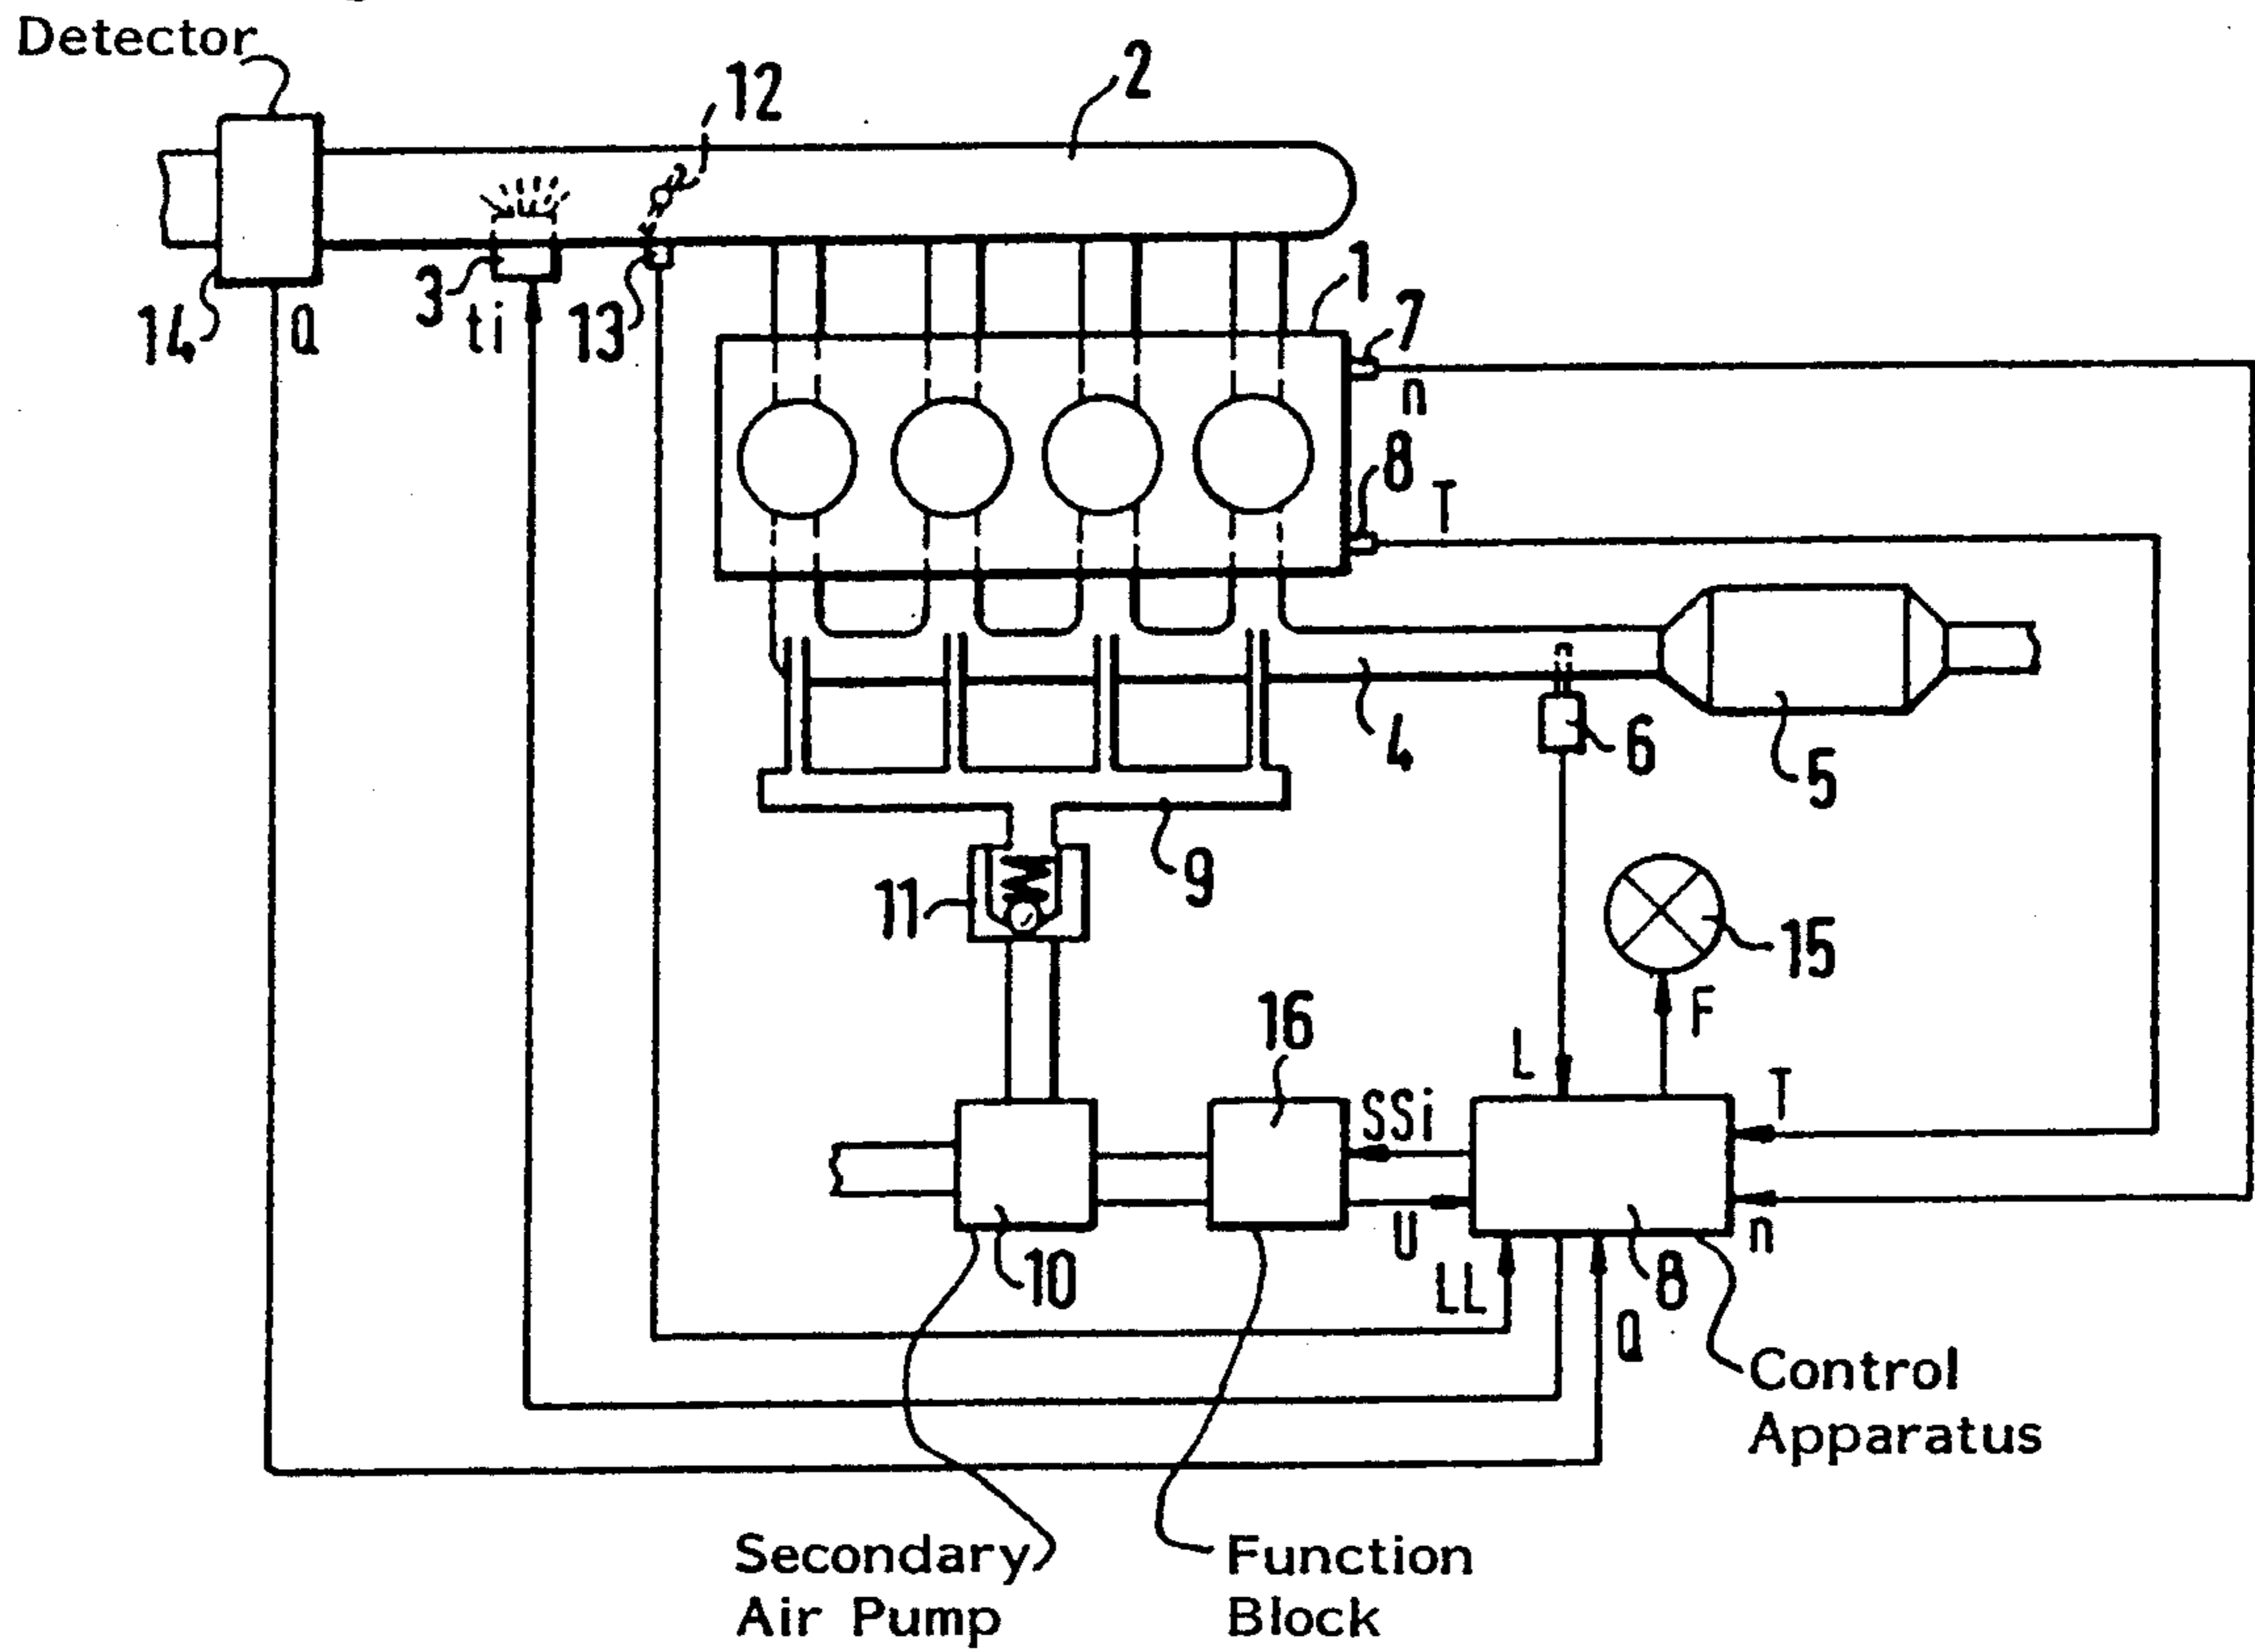 Detector
12
2
3
ti
13
14
Q
1
7
n
8
T
4
6
5
9
11
15
16
L
F
SSi
T
U
n
10
LL
8
Q
Control
Apparatus
Secondary
Air Pump
Function
Block